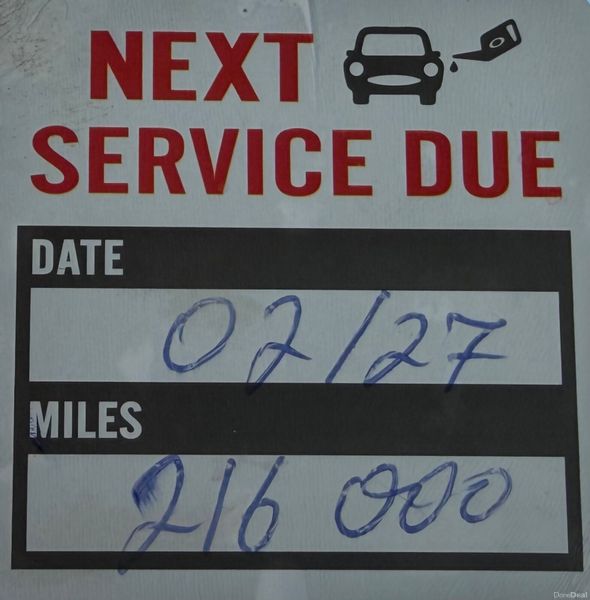 NEXT
SERVICE DUE
DATE
02/27
MILES
216 000
DoneDeal